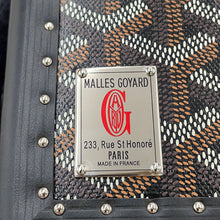 MALLES GOYARD
G
233, Rue St Honoré
PARIS
MADE IN FRANCE